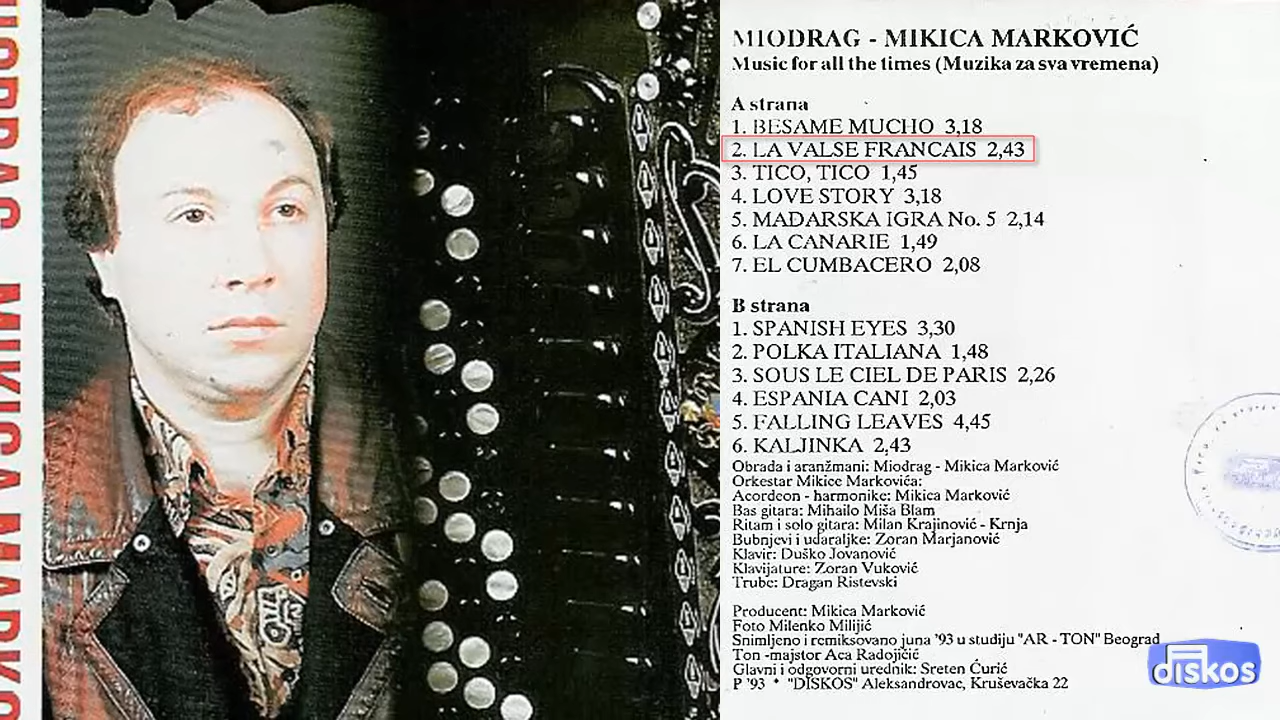 MIODRAG - MIKICA MARKOVIĆ
Music for all the times (Muzika za sva vremena)
A strana
1. BESAME MUCHO 3,18
2. LA VALSE FRANCAIS 2,43
3. TICO, TICO 1,45
4. LOVE STORY 3,18
5. MAĐARSKA IGRA No. 5 2,14
6. LA CANARIE 1,49
7. EL CUMBACERO 2,08
B strana
1. SPANISH EYES 3,30
2. POLKA ITALIANA 1,48
3. SOUS LE CIEL DE PARIS 2,26
4. ESPANIA CANI 2,03
5. FALLING LEAVES 4,45
6. KALJINKA 2,43
Obrada i aranžmani: Miodrag - Mikica Marković
Orkestar Mikice Markovića:
Acordeon - harmonike: Mikica Marković
Bas gitara: Mihailo Miša Blam
Ritam i solo gitara: Milan Krajinović - Krnja
Bubnjevi i udaraljke: Zoran Marjanović
Klavir: Duško Jovanović
Klavijature: Zoran Vuković
Trube: Dragan Ristevski
Producent: Mikica Marković
Foto Milenko Milijić
Snimljeno i remiksovano juna '93 u studiju "AR - TON" Beograd
Ton -majstor Aca Radojičić
Glavni i odgovorni urednik: Sreten Ćurić
P '93 * "DISKOS" Aleksandrovac, Kruševačka 22
diskos